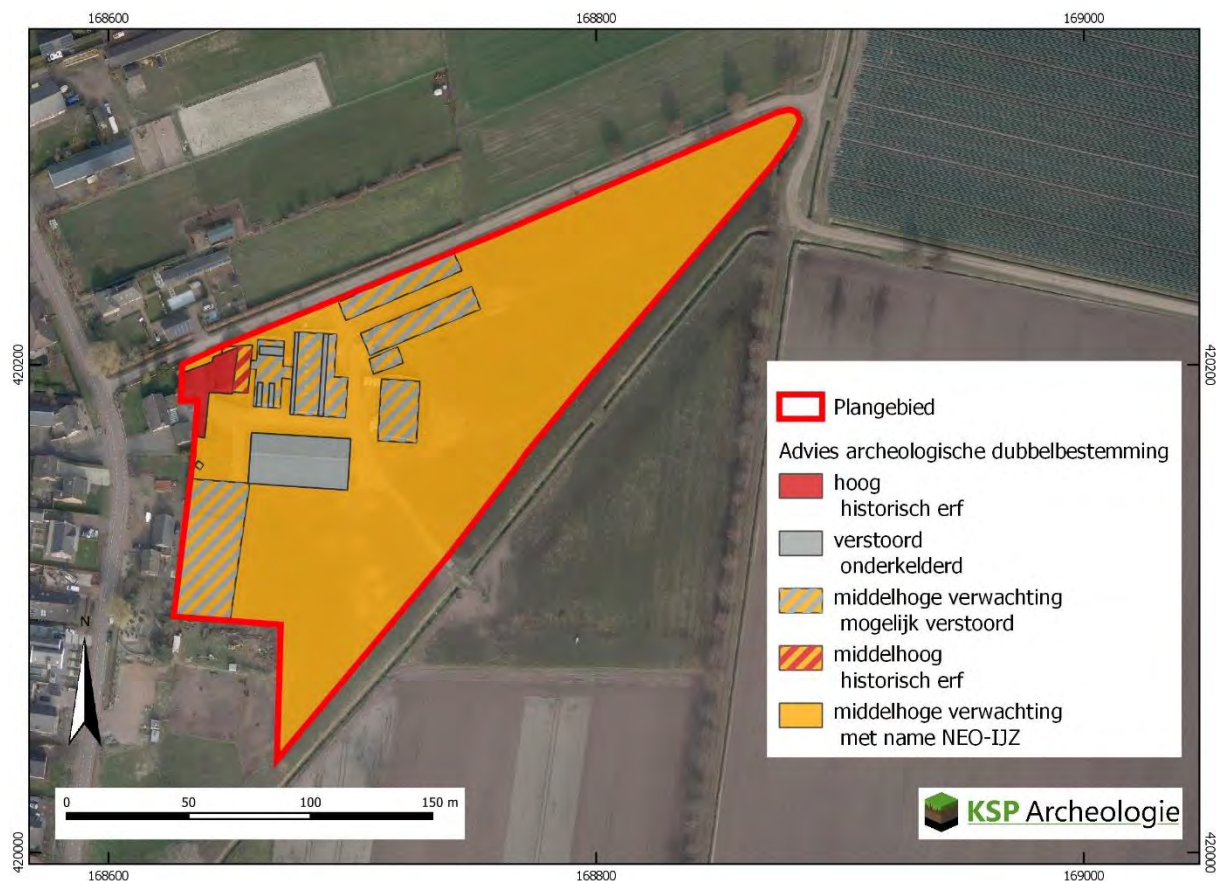 168600
168800
169000
420200
420200
Plangebied
Advies archeologische dubbelbestemming
hoog
historisch erf
verstoord
onderkelderd
middelhoge verwachting
mogelijk verstoord
middelhoog
historisch erf
middelhoge verwachting
met name NEO-IJZ
N
0 50 100 150 m
KSP Archeologie
420000
420000
168600
168800
169000